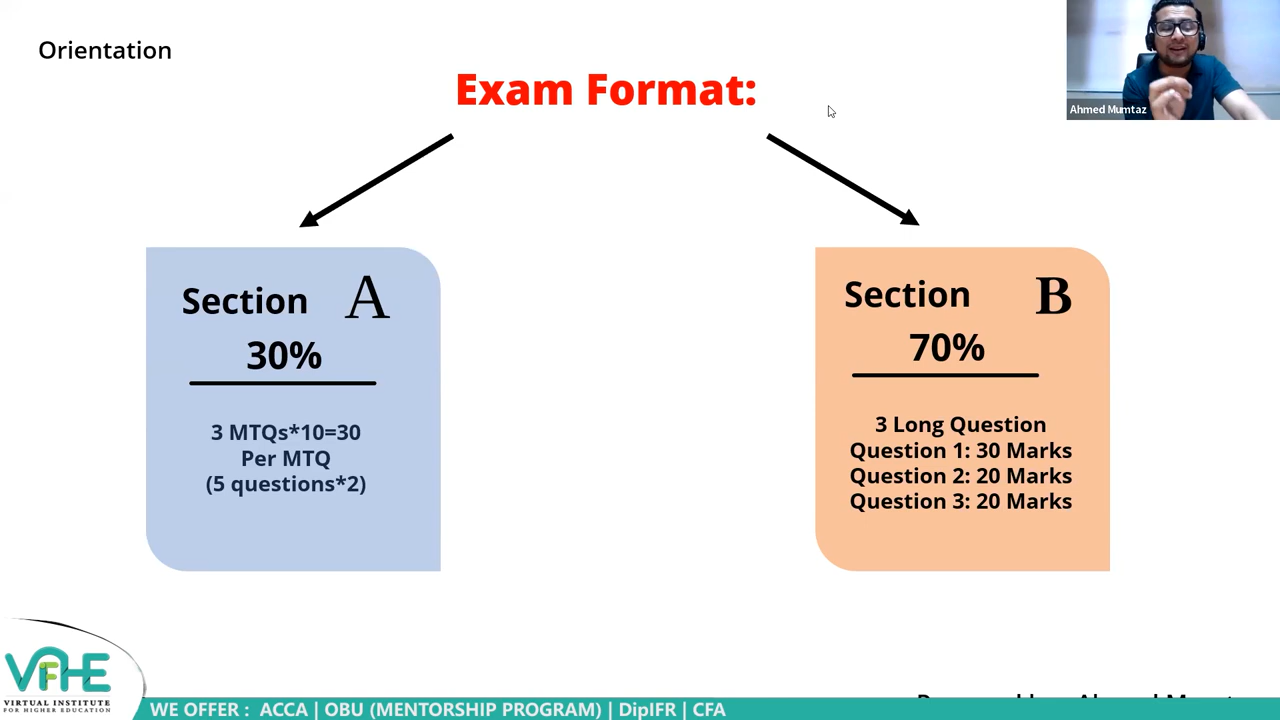 Orientation
Exam Format:
Ahmed Mumtaz
Section A
30%
3 MTQs*10=30
Per MTQ
(5 questions*2)
Section B
70%
3 Long Question
Question 1: 30 Marks
Question 2: 20 Marks
Question 3: 20 Marks
VIFHE
VIRTUAL INSTITUTE
FOR HIGHER EDUCATION
WE OFFER : ACCA | OBU (MENTORSHIP PROGRAM) | DipIFR | CFA